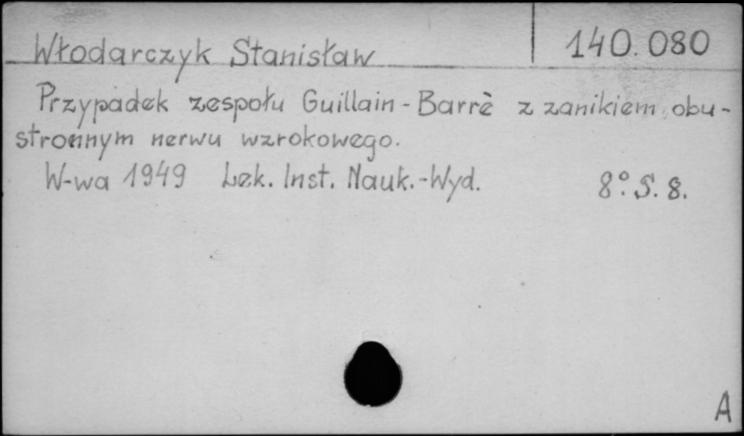 Włodarczyk Stanisław 140.080
Przypadek zespołu Guillain-Barrè z zanikiem obu-
stronnym nerwu wzrokowego.
W-wa 1949 Lek. Inst. Nauk.-Wyd. 8° S. 8.
A